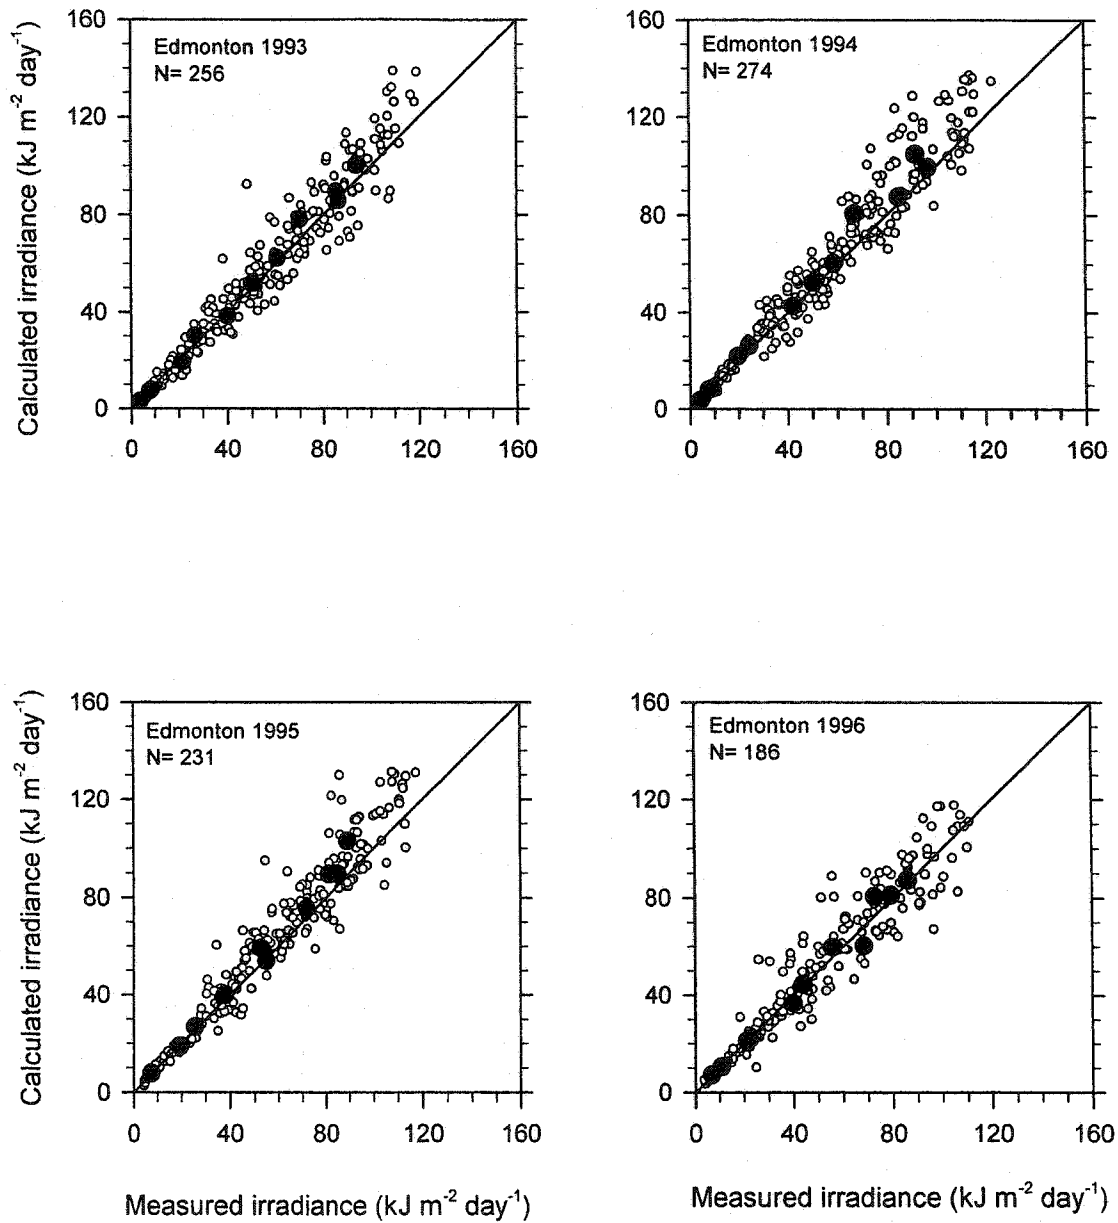 Edmonton 1993
N= 256
160
120
80
40
0
0 40 80 120 160
Calculated irradiance (kJ m⁻² day⁻¹)
Edmonton 1994
N= 274
160
120
80
40
0
0 40 80 120 160
Edmonton 1995
N= 231
160
120
80
40
0
0 40 80 120 160
Calculated irradiance (kJ m⁻² day⁻¹)
Measured irradiance (kJ m⁻² day⁻¹)
Edmonton 1996
N= 186
160
120
80
40
0
0 40 80 120 160
Measured irradiance (kJ m⁻² day⁻¹)